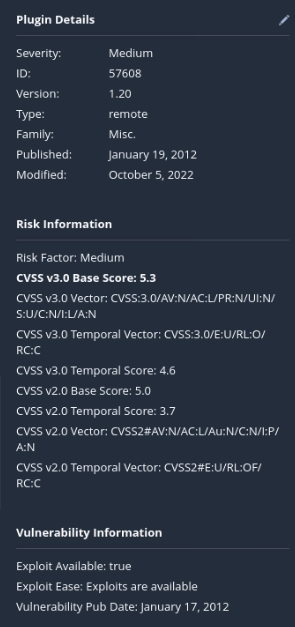 Plugin Details
Severity: Medium
ID: 57608
Version: 1.20
Type: remote
Family: Misc.
Published: January 19, 2012
Modified: October 5, 2022
Risk Information
Risk Factor: Medium
CVSS v3.0 Base Score: 5.3
CVSS v3.0 Vector: CVSS:3.0/AV:N/AC:L/PR:N/UI:N/
S:U/C:N/I:L/A:N
CVSS v3.0 Temporal Vector: CVSS:3.0/E:U/RL:O/
RC:C
CVSS v3.0 Temporal Score: 4.6
CVSS v2.0 Base Score: 5.0
CVSS v2.0 Temporal Score: 3.7
CVSS v2.0 Vector: CVSS2#AV:N/AC:L/Au:N/C:N/I:P/
A:N
CVSS v2.0 Temporal Vector: CVSS2#E:U/RL:OF/
RC:C
Vulnerability Information
Exploit Available: true
Exploit Ease: Exploits are available
Vulnerability Pub Date: January 17, 2012